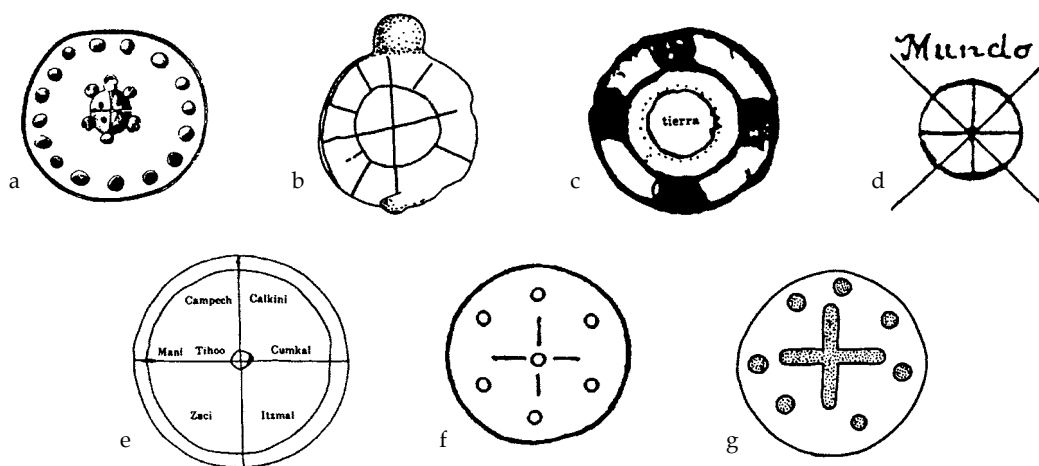 a
b
c
tierra
Mundo
d
Campech Calkini
Mani Tihoo Cumkal
Zaci Itzmal
e
f
g